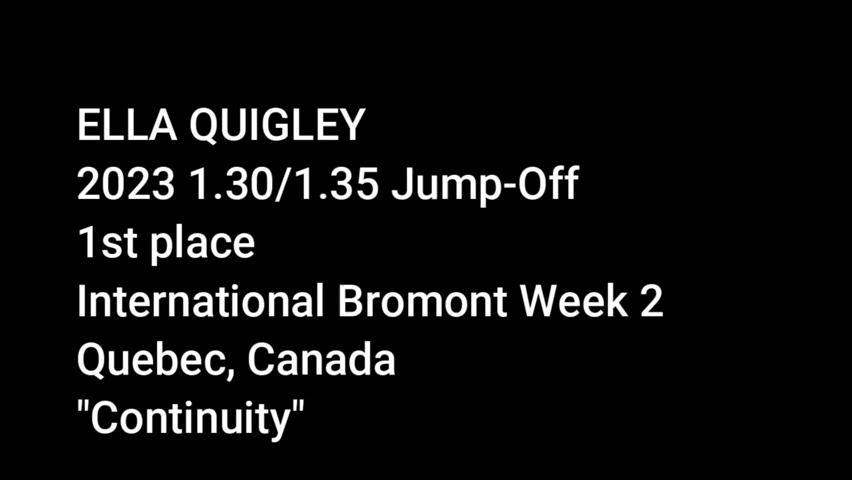 ELLA QUIGLEY
2023 1.30/1.35 Jump-Off
1st place
International Bromont Week 2
Quebec, Canada
"Continuity"